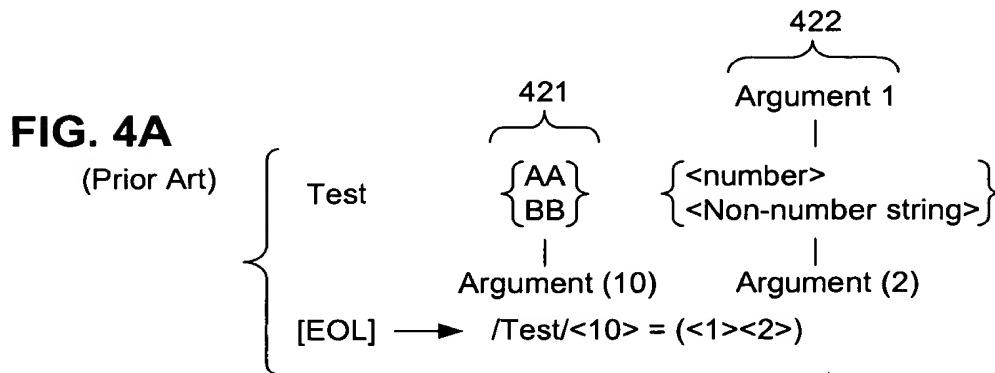 422
421
Argument 1
FIG. 4A
(Prior Art)
Test
AA
BB
<number>
<Non-number string>
Argument (10)
Argument (2)
[EOL] → /Test/<10> = (<1><2>)